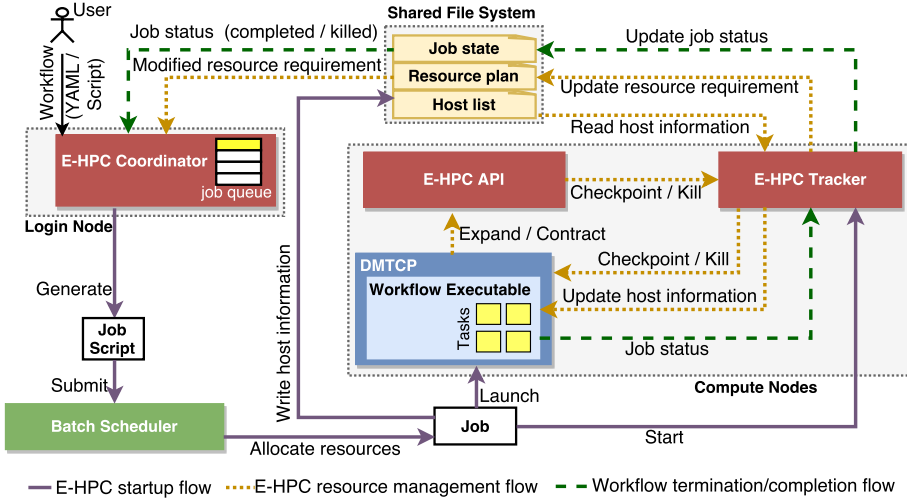 User
Shared File System
Job status (completed / killed)
Update job status
Job state
Modified resource requirement
Resource plan
Update resource requirement
Host list
Workflow
(YAML /
Script)
Read host information
E-HPC Coordinator
job queue
Login Node
E-HPC API
Checkpoint / Kill
E-HPC Tracker
Expand / Contract
DMTCP
Checkpoint / Kill
Workflow Executable
Update host information
Tasks
Job status
Generate
Write host information
Job
Script
Compute Nodes
Submit
Launch
Batch Scheduler
Allocate resources
Job
Start
E-HPC startup flow
E-HPC resource management flow
Workflow termination/completion flow